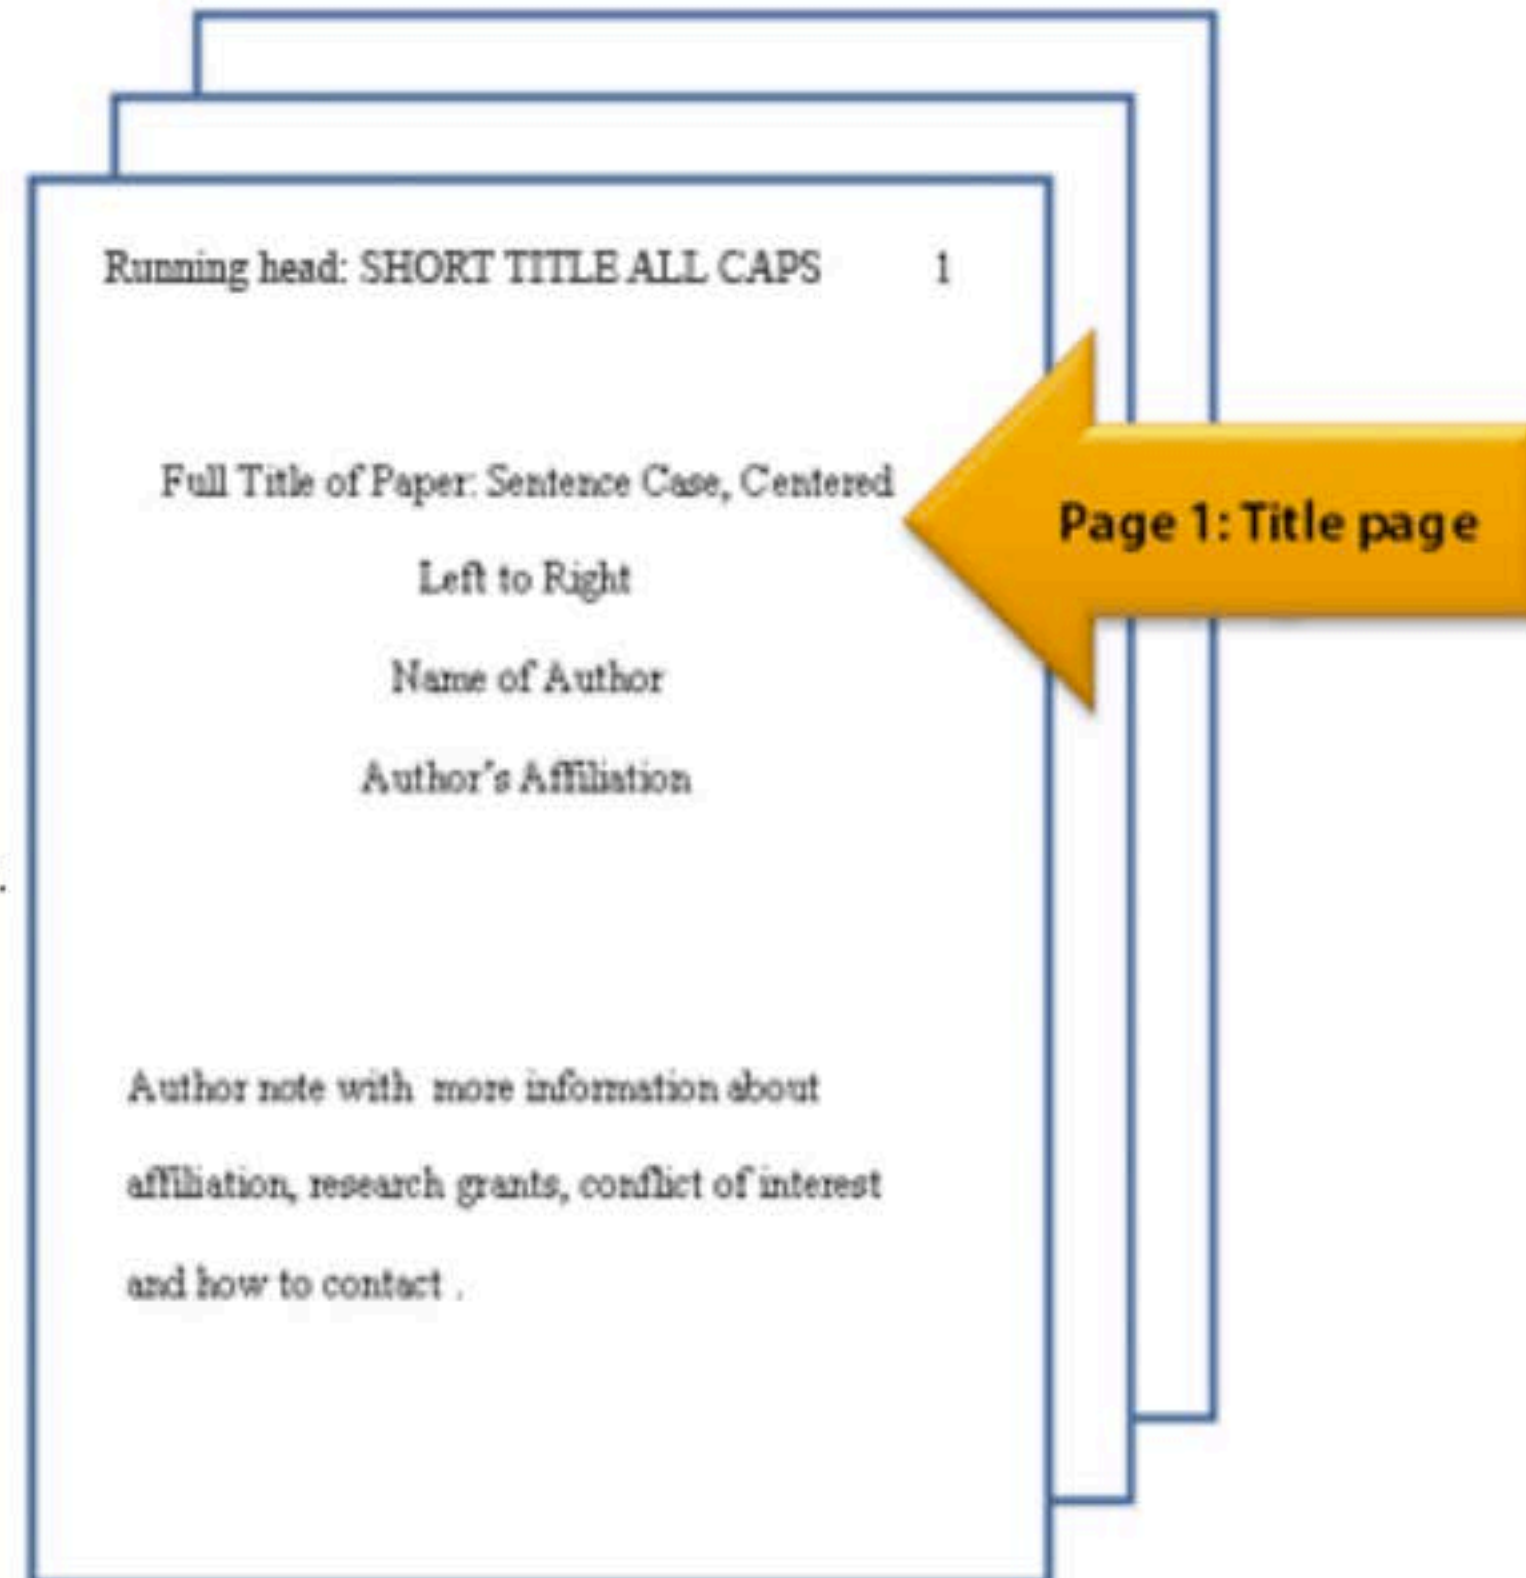 Running head: SHORT TITLE ALL CAPS 1
Full Title of Paper: Sentence Case, Centered
Left to Right
Name of Author
Author´s Affiliation
Page 1: Title page
Author note with more information about
affiliation, research grants, conflict of interest
and how to contact .